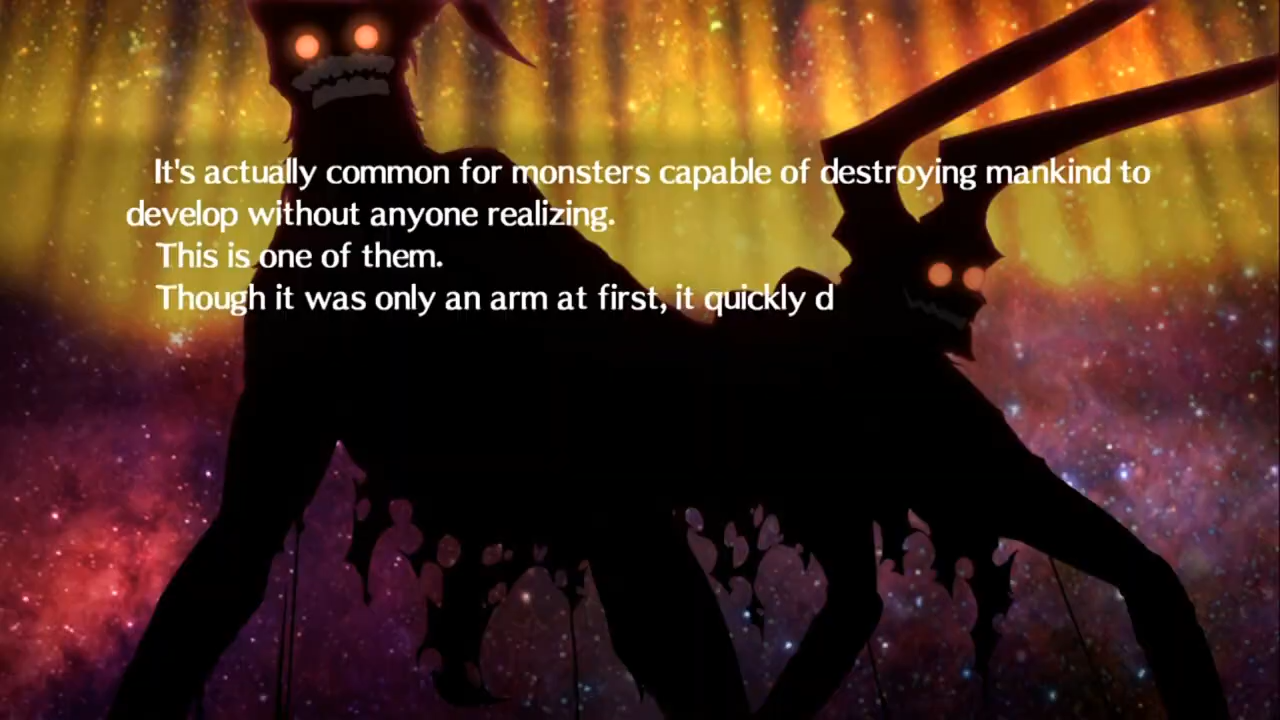 It's actually common for monsters capable of destroying mankind to
develop without anyone realizing.
This is one of them.
Though it was only an arm at first, it quickly d